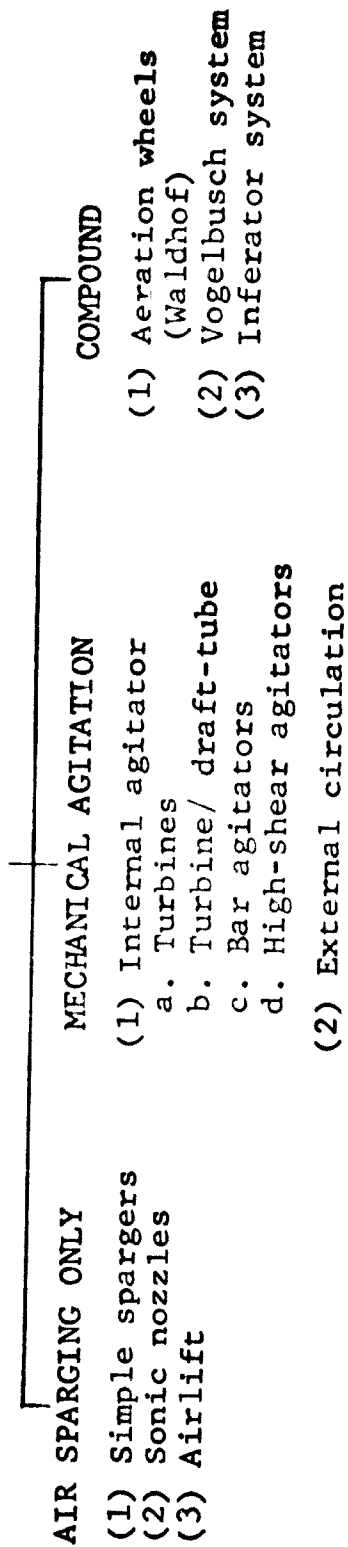 AIR SPARGING ONLY
(1) Simple spargers
(2) Sonic nozzles
(3) Airlift
MECHANICAL AGITATION
(1) Internal agitator
a. Turbines
b. Turbine/ draft-tube
c. Bar agitators
d. High-shear agitators
(2) External circulation
COMPOUND
(1) Aeration wheels
(Waldhof)
(2) Vogelbusch system
(3) Inferator system